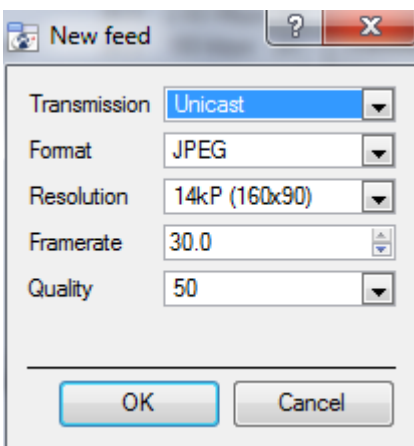 New feed
Transmission Unicast
Format JPEG
Resolution 14kP (160x90)
Framerate 30.0
Quality 50
OK Cancel